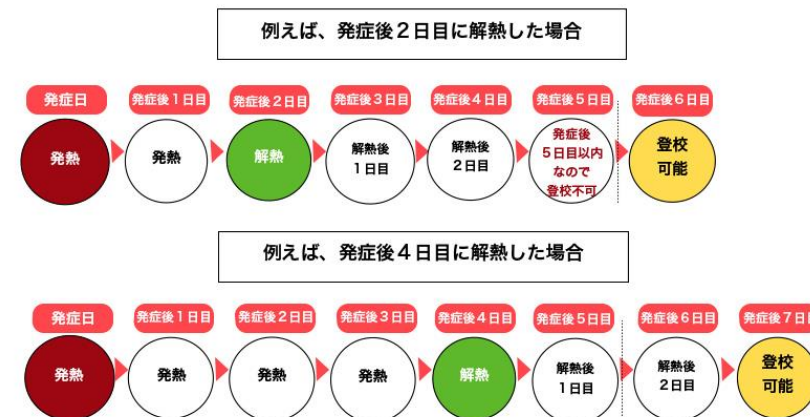 例えば、発症後２日目に解熱した場合
発症日 発症後１日目 発症後２日目 発症後３日目 発症後４日目 発症後５日目 発症後６日目
発熱
発熱
解熱
解熱後
１日目
解熱後
２日目
発症後
５日目以内
なので
登校不可
登校
可能
例えば、発症後４日目に解熱した場合
発症日 発症後１日目 発症後２日目 発症後３日目 発症後４日目 発症後５日目 発症後６日目 発症後７日目
発熱
発熱
発熱
発熱
解熱
解熱後
１日目
解熱後
２日目
登校
可能